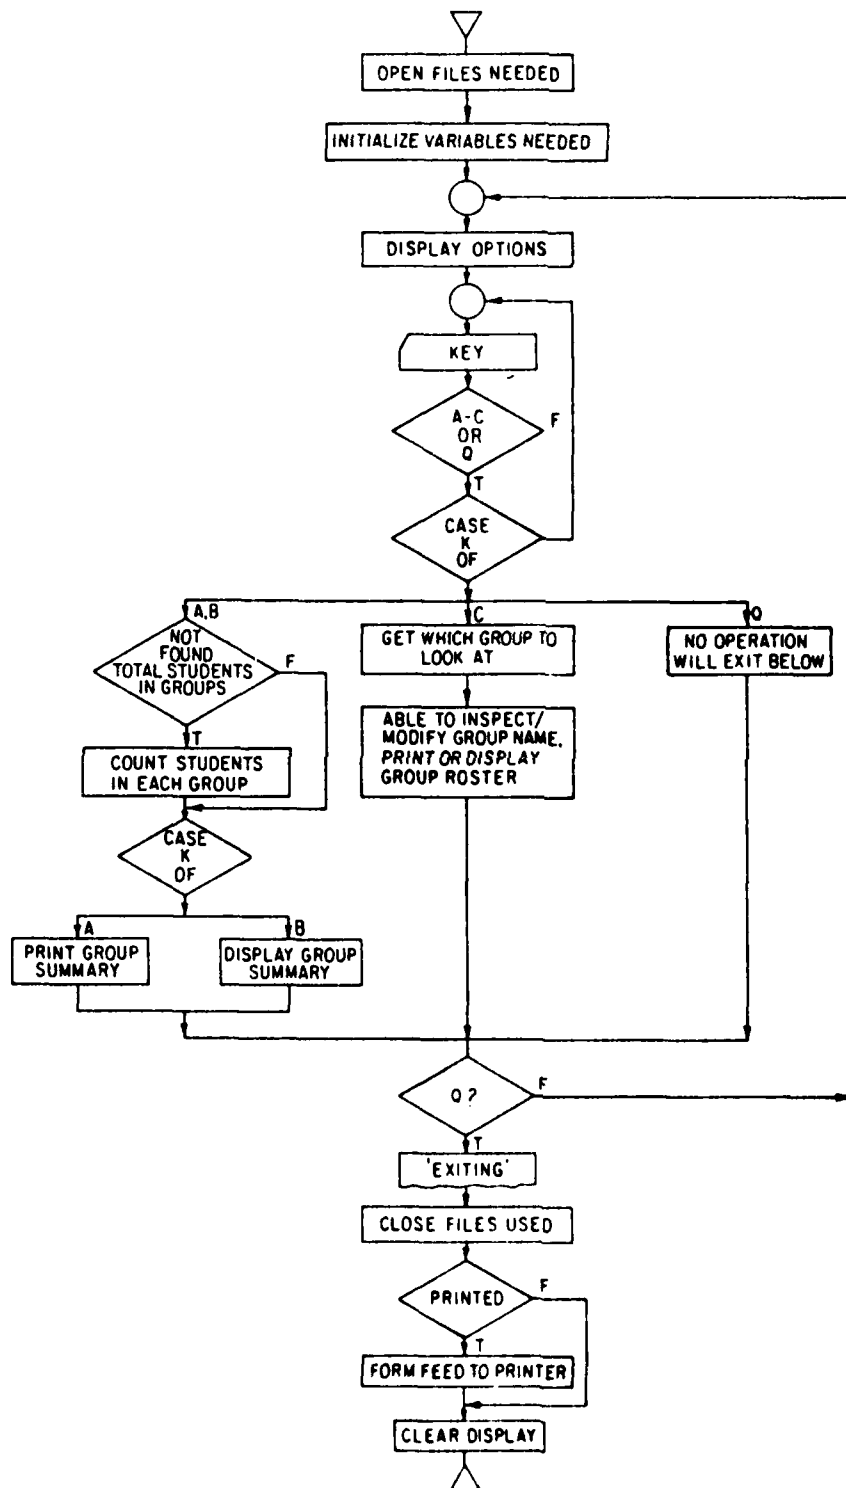 OPEN FILES NEEDED
INITIALIZE VARIABLES NEEDED
DISPLAY OPTIONS
KEY
A-C
OR
Q
F
T
CASE
K
OF
A,B
C
Q
NOT
FOUND
TOTAL STUDENTS
IN GROUPS
F
T
GET WHICH GROUP TO
LOOK AT
NO OPERATION
WILL EXIT BELOW
ABLE TO INSPECT/
MODIFY GROUP NAME,
PRINT OR DISPLAY
GROUP ROSTER
COUNT STUDENTS
IN EACH GROUP
CASE
K
OF
A
B
PRINT GROUP
SUMMARY
DISPLAY GROUP
SUMMARY
Q?
F
T
'EXITING'
CLOSE FILES USED
PRINTED
F
T
FORM FEED TO PRINTER
CLEAR DISPLAY